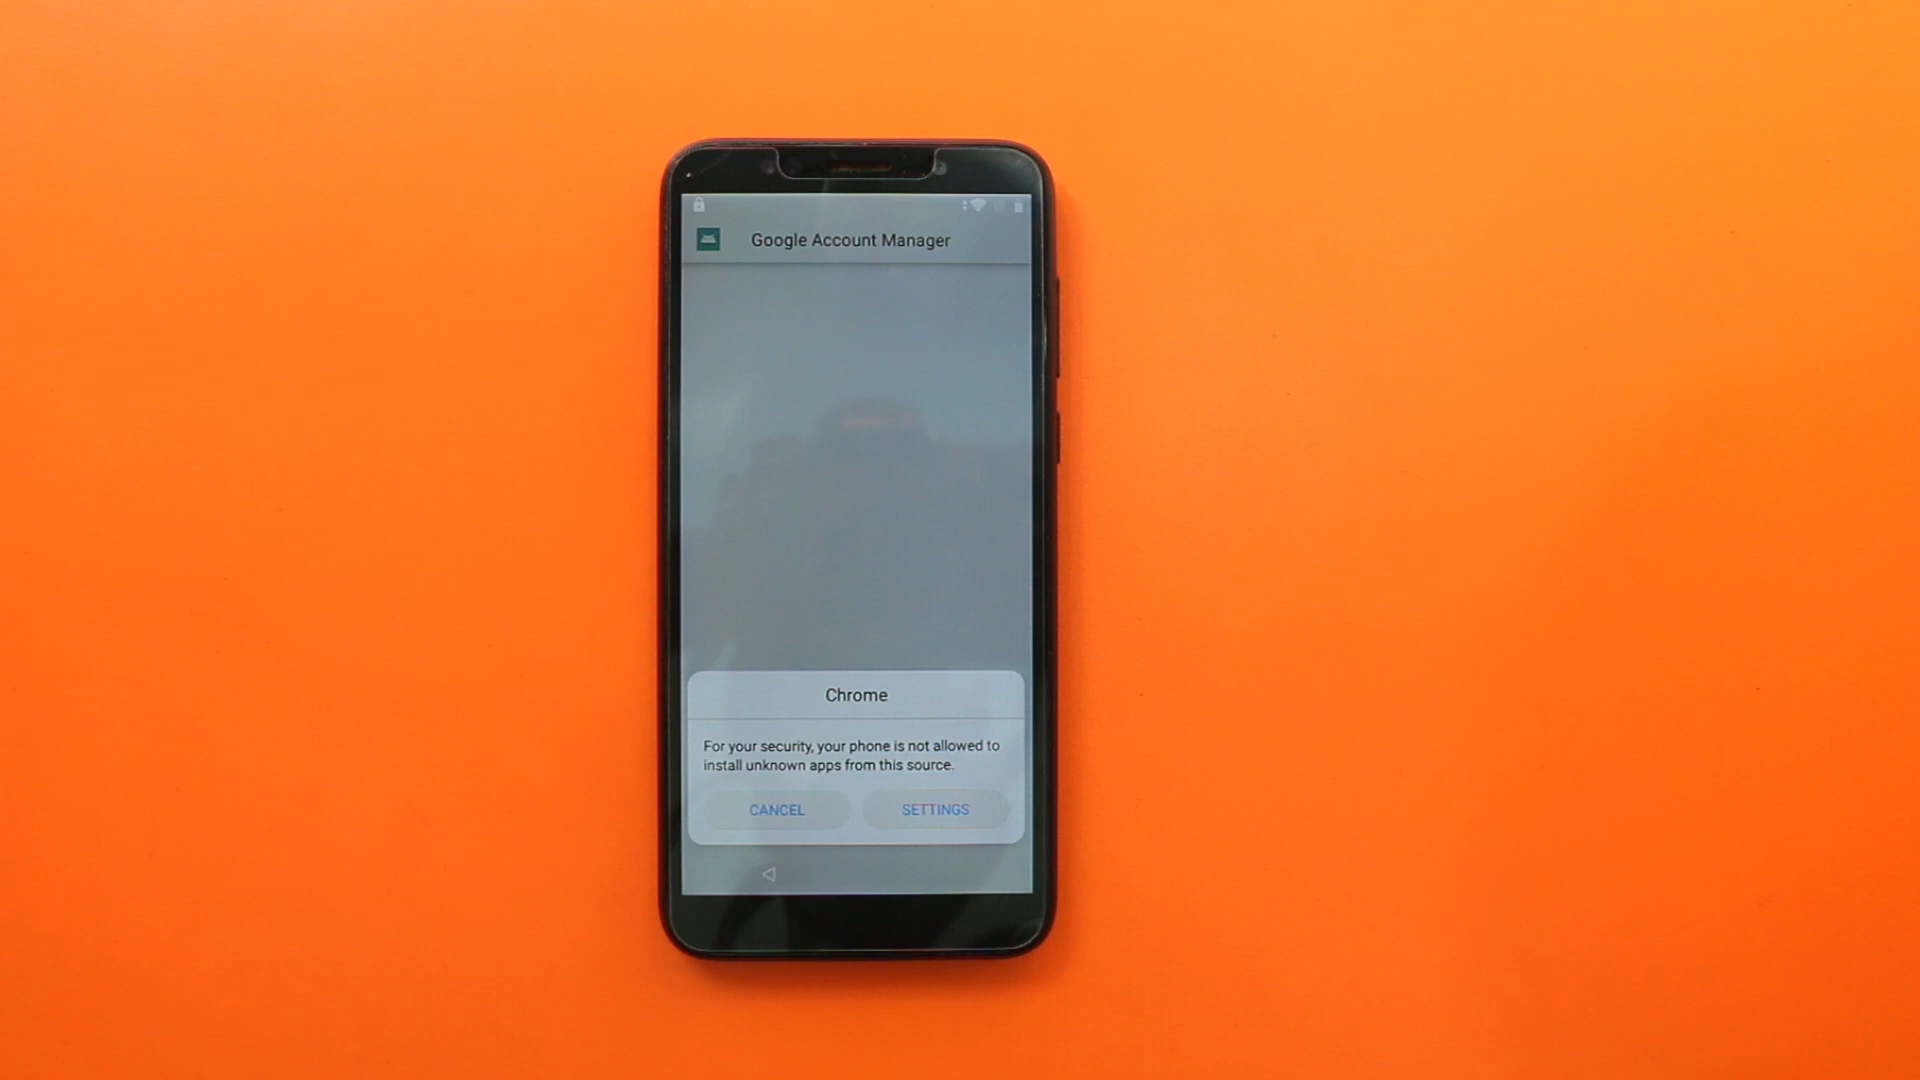 Google Account Manager
Chrome
For your security, your phone is not allowed to
install unknown apps from this source.
CANCEL
SETTINGS